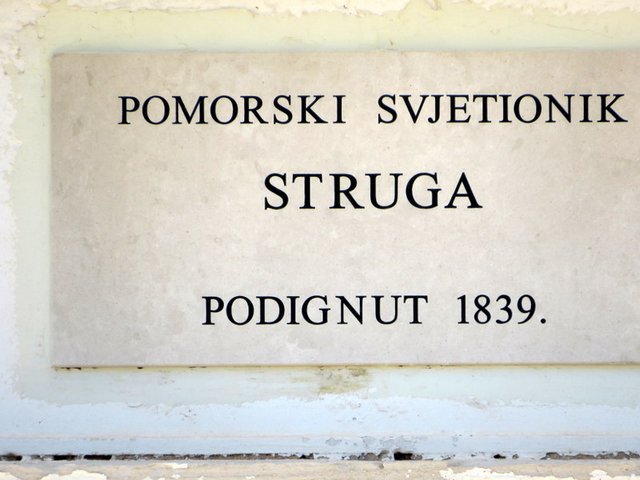 POMORSKI SVJETIONIK
STRUGA
PODIGNUT 1839.